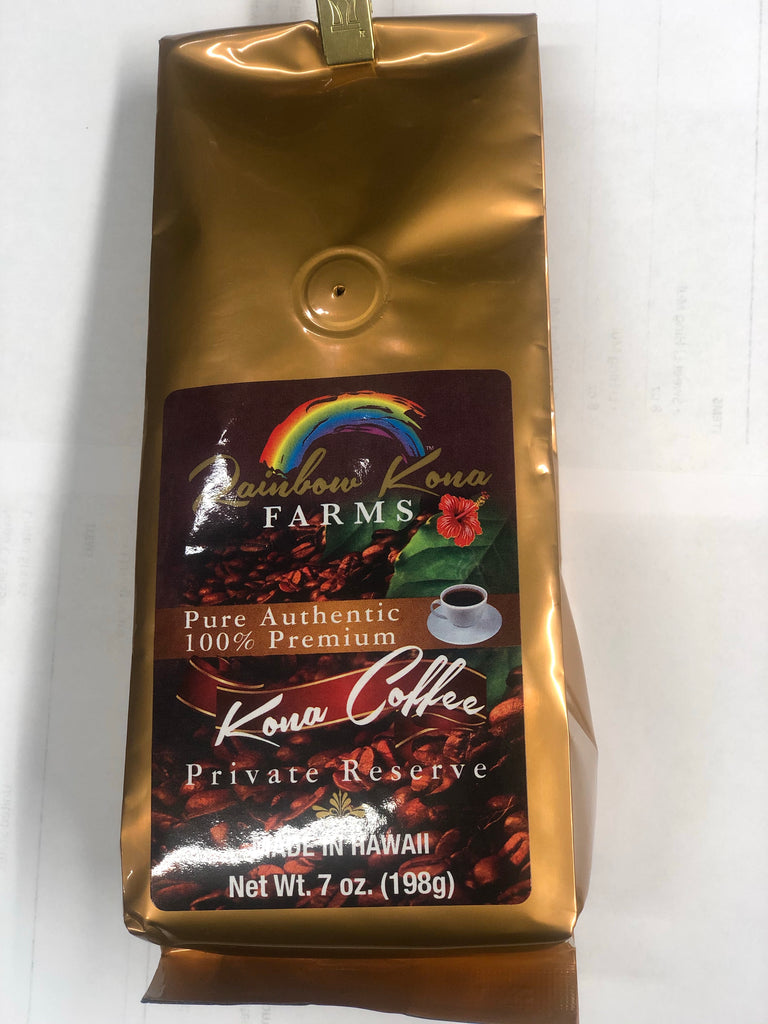 Rainbow Kona
™
FARMS
Pure Authentic
100% Premium
Kona Coffee
Private Reserve
MADE IN HAWAII
Net Wt. 7 oz. (198g)